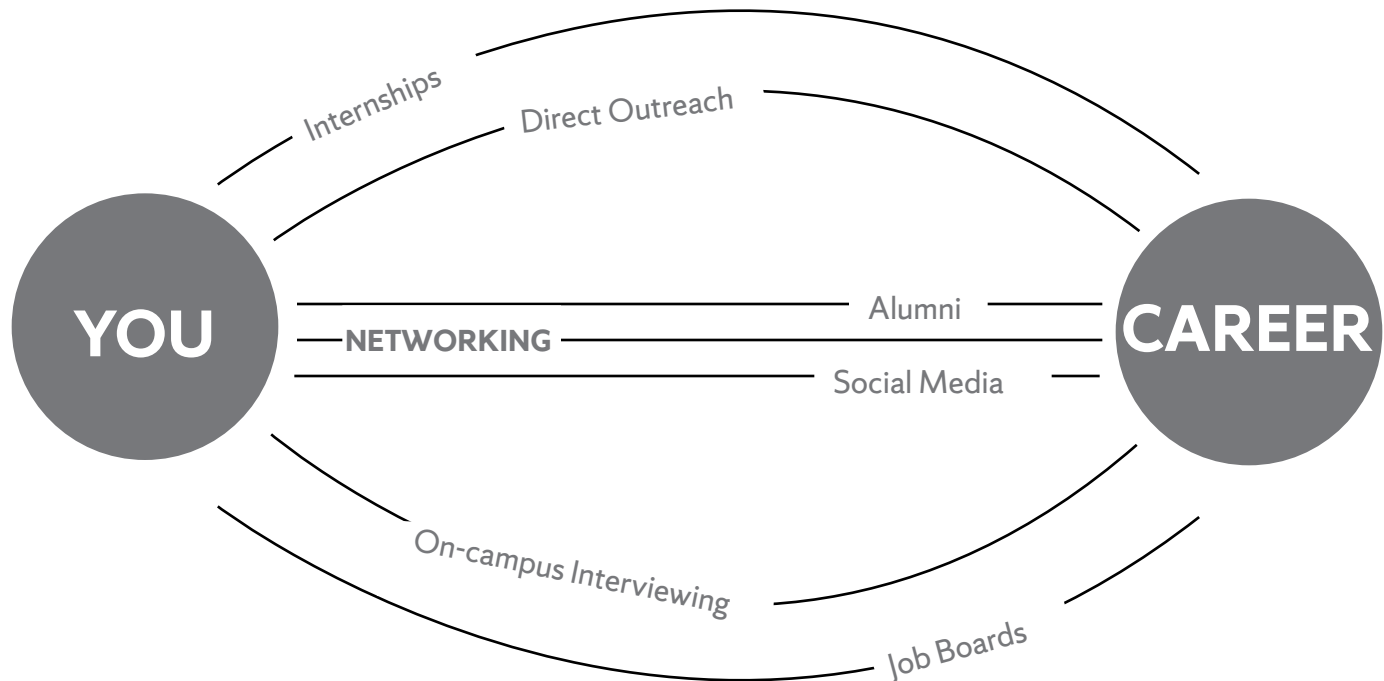 Internships
Direct Outreach
YOU
Alumni
NETWORKING
Social Media
CAREER
On-campus Interviewing
Job Boards